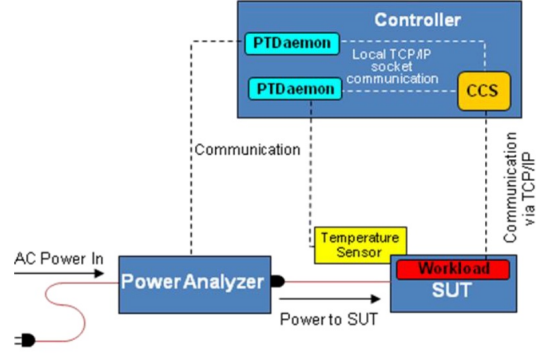 Controller
PTDaemon
Local TCP/IP
socket
communication
PTDaemon
CCS
Communication
Communication
via TCP/IP
Temperature
Sensor
AC Power In
Power Analyzer
Workload
SUT
Power to SUT